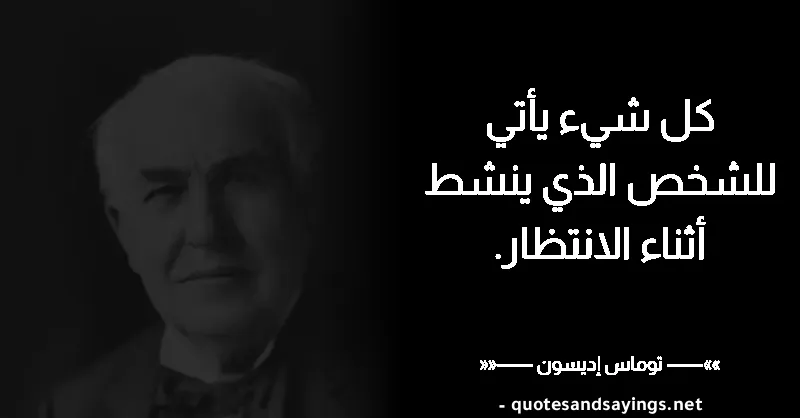 كل شيء يأتي
للشخص الذي ينشط
أثناء الانتظار.
»»—— توماس إديسون ——««
- quotesandsayings.net